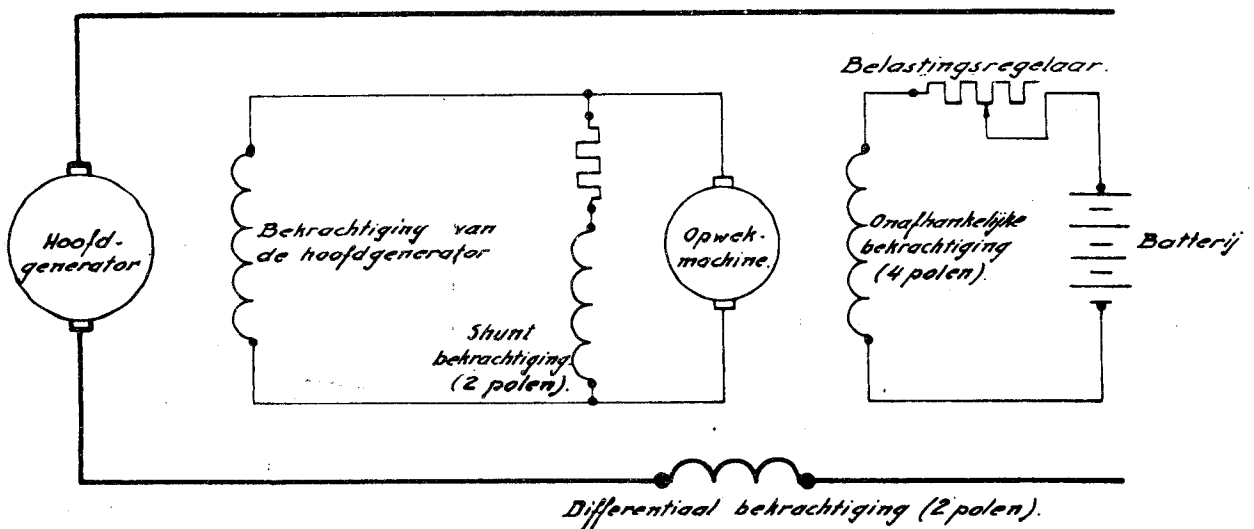 Belastingsregelaar.
Hoofd-
generator
Bekrachtiging van
de hoofdgenerator
Shunt
bekrachtiging
(2 polen).
Opwek-
machine.
Onafhankelijke
bekrachtiging
(4 polen).
Batterij
Differentiaal bekrachtiging (2 polen).